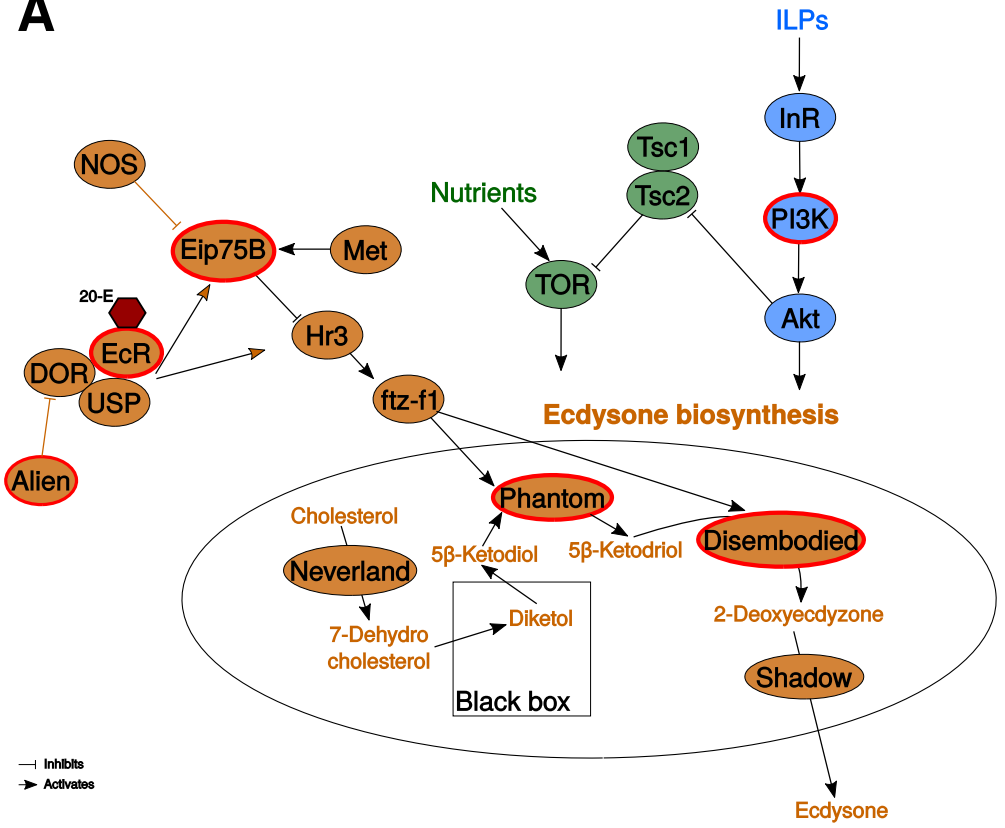 A
ILPs
InR
Tsc1
Tsc2
NOS
Nutrients
PI3K
Eip75B
Met
TOR
20-E
Akt
Hr3
EcR
DOR
USP
ftz-f1
Ecdysone biosynthesis
Alien
Phantom
Cholesterol
5β-Ketodiol
5β-Ketodriol
Disembodied
Neverland
Diketol
2-Deoxyecdyzone
7-Dehydro
cholesterol
Shadow
Black box
Inhibits
Activates
Ecdysone